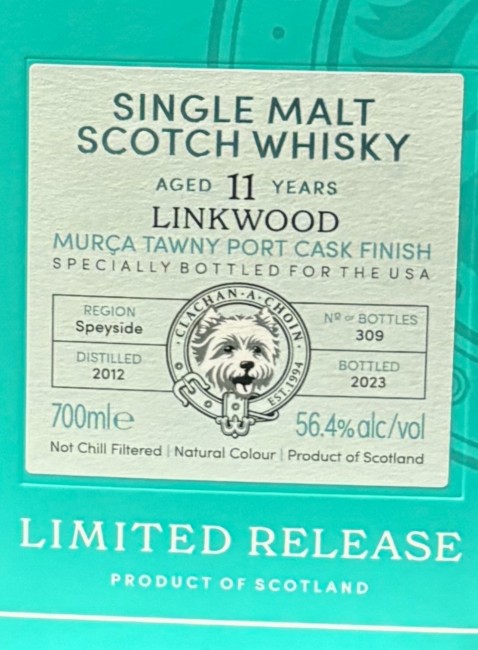 SINGLE MALT
SCOTCH WHISKY
AGED 11 YEARS
LINKWOOD
MURÇA TAWNY PORT CASK FINISH
SPECIALLY BOTTLED FOR THE USA
REGION
Speyside
DISTILLED
2012
CLACHAN·A·CHOIN
EST.1994
Nº of BOTTLES
309
BOTTLED
2023
700ml℮
56.4%alc/vol
Not Chill Filtered | Natural Colour | Product of Scotland
LIMITED RELEASE
PRODUCT OF SCOTLAND